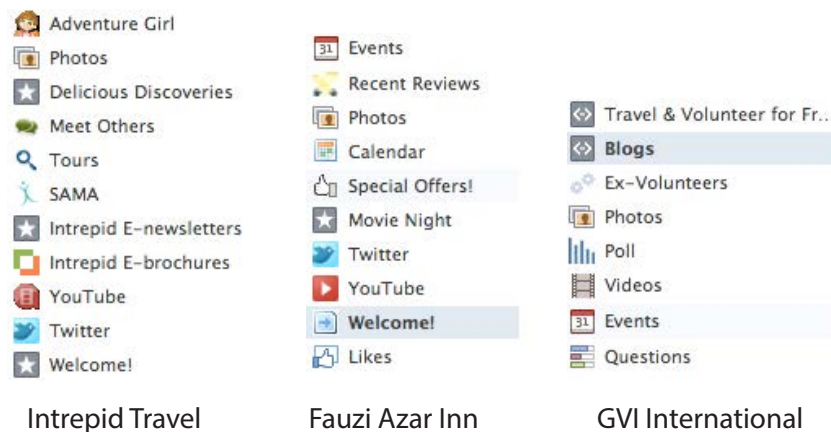 Adventure Girl
Photos
Delicious Discoveries
Meet Others
Tours
SAMA
Intrepid E-newsletters
Intrepid E-brochures
YouTube
Twitter
Welcome!
Intrepid Travel
31 Events
Recent Reviews
Photos
Calendar
Special Offers!
Movie Night
Twitter
YouTube
Welcome!
Likes
Fauzi Azar Inn
Travel & Volunteer for Fr...
Blogs
Ex-Volunteers
Photos
Poll
Videos
31 Events
Questions
GVI International